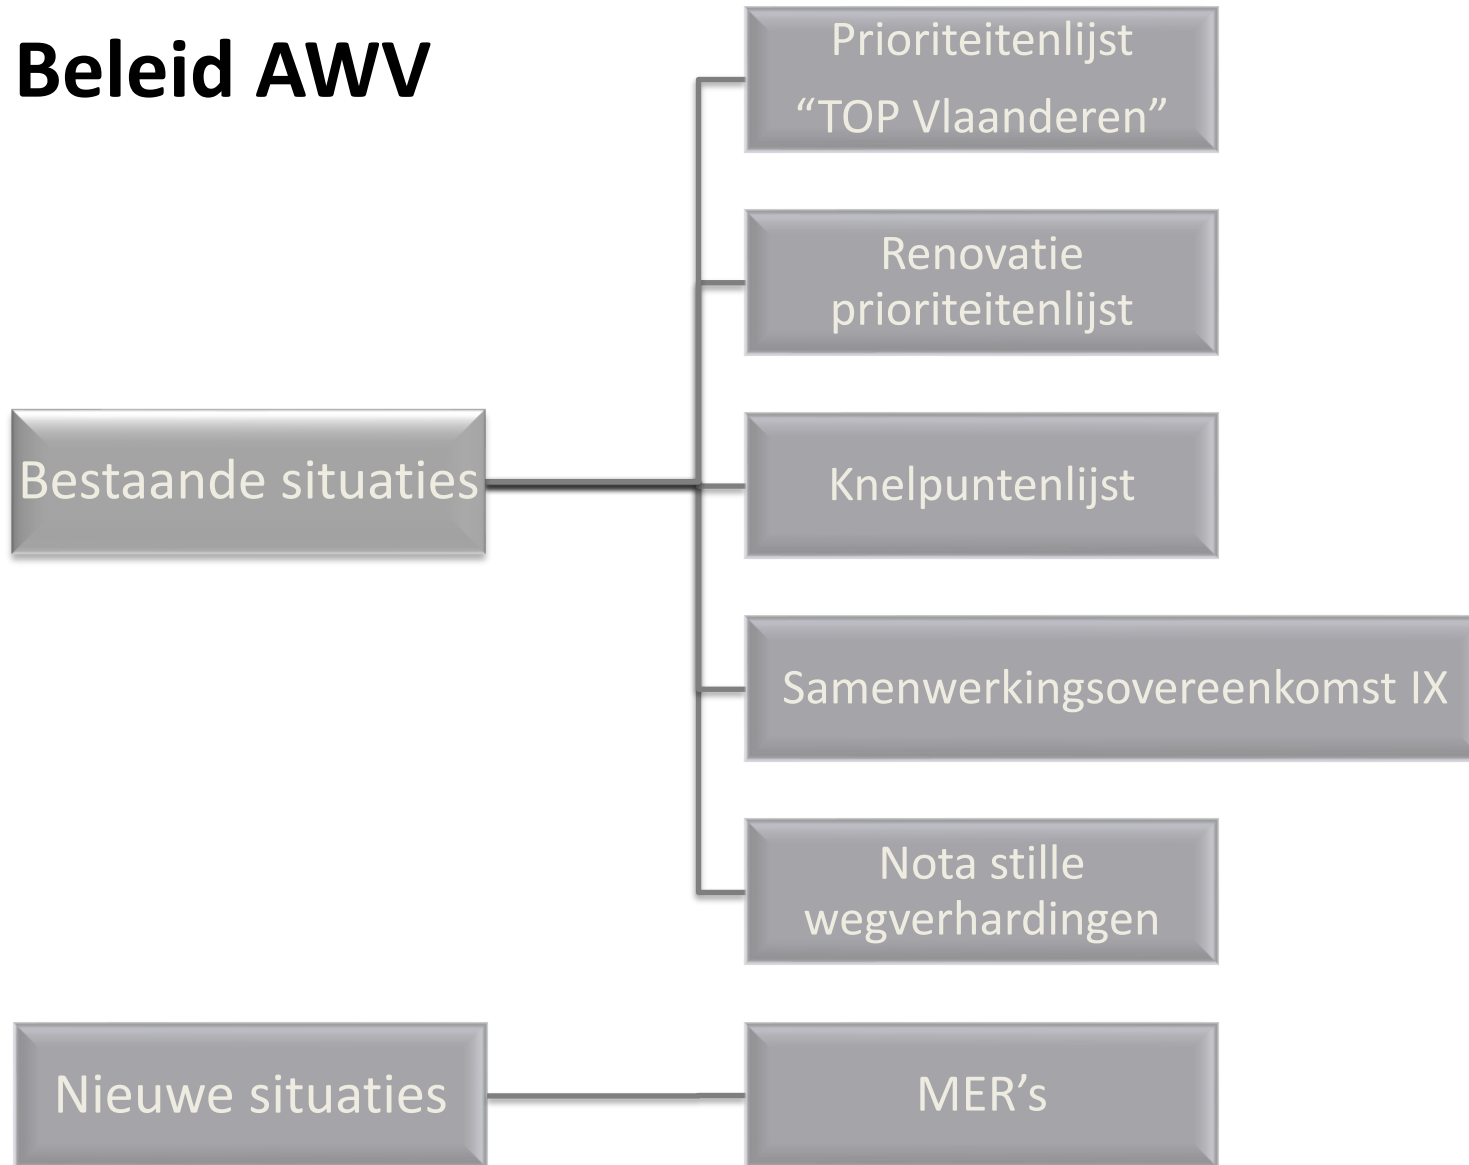 Beleid AWV
Prioriteitenlijst
“TOP Vlaanderen”
Renovatie
prioriteitenlijst
Bestaande situaties
Knelpuntenlijst
Samenwerkingsovereenkomst IX
Nota stille
wegverhardingen
Nieuwe situaties
MER’s